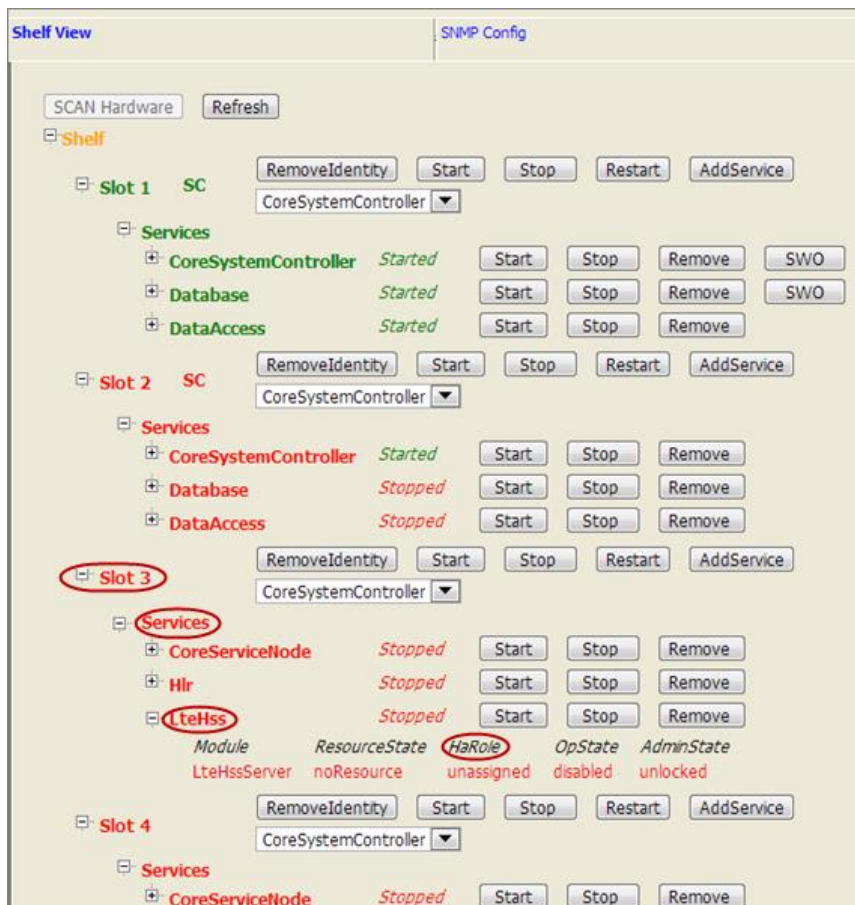 Shelf View SNMP Config
SCAN Hardware Refresh
Shelf
RemoveIdentity Start Stop Restart AddService
Slot 1 SC
CoreSystemController
Services
CoreSystemController Started Start Stop Remove SWO
Database Started Start Stop Remove SWO
DataAccess Started Start Stop Remove
RemoveIdentity Start Stop Restart AddService
Slot 2 SC
CoreSystemController
Services
CoreSystemController Started Start Stop Remove
Database Stopped Start Stop Remove
DataAccess Stopped Start Stop Remove
RemoveIdentity Start Stop Restart AddService
Slot 3
CoreSystemController
Services
CoreServiceNode Stopped Start Stop Remove
Hlr Stopped Start Stop Remove
LteHss Stopped Start Stop Remove
Module ResourceState HaRole OpState AdminState
LteHssServer noResource unassigned disabled unlocked
RemoveIdentity Start Stop Restart AddService
Slot 4
CoreSystemController
Services
CoreServiceNode Stopped Start Stop Remove